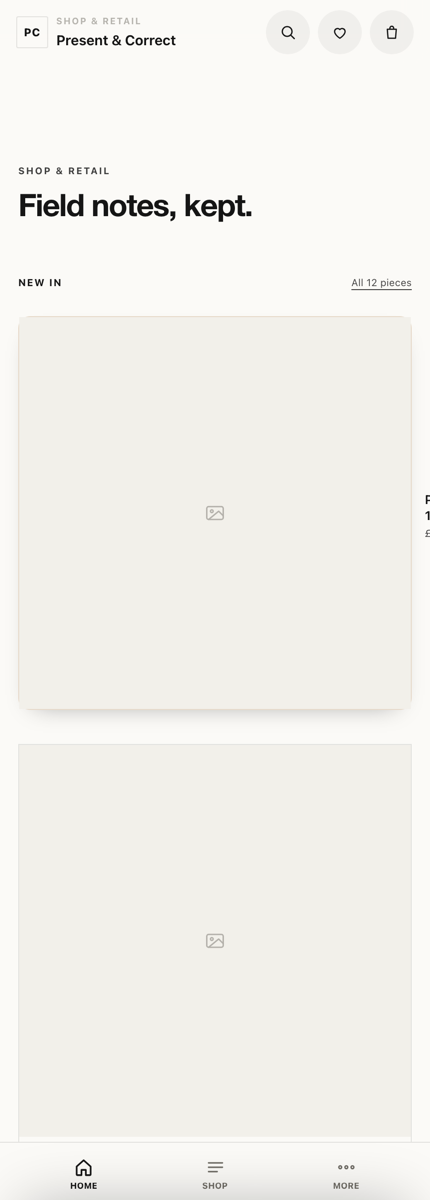 PC
SHOP & RETAIL
Present & Correct
SHOP & RETAIL
Field notes, kept.
NEW IN
All 12 pieces
HOME
SHOP
MORE